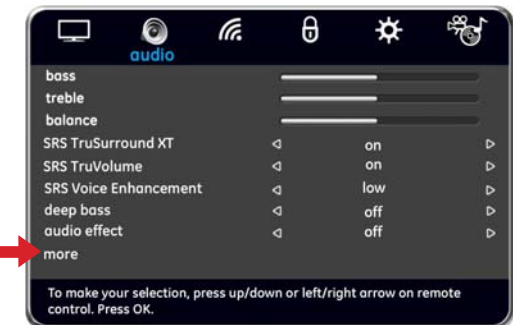 audio
bass
treble
balance
SRS TruSurround XT on
SRS TruVolume on
SRS Voice Enhancement low
deep bass off
audio effect off
more
To make your selection, press up/down or left/right arrow on remote
control. Press OK.